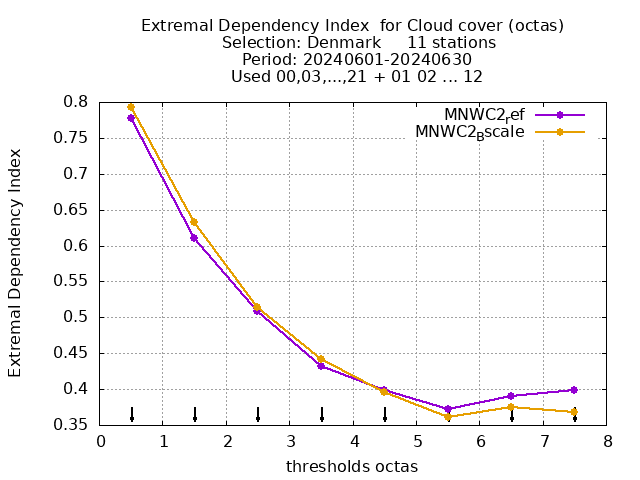 Extremal Dependency Index  for Cloud cover (octas)
Selection: Denmark     11 stations
Period: 20240601-20240630
Used 00,03,...,21 + 01 02 ... 12
MNWC2ref
MNWC2Bscale
Extremal Dependency Index
0.8
0.75
0.7
0.65
0.6
0.55
0.5
0.45
0.4
0.35
0 1 2 3 4 5 6 7 8
thresholds octas